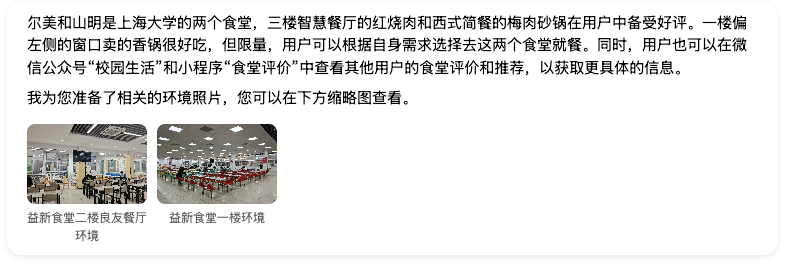 尔美和山明是上海大学的两个食堂，三楼智慧餐厅的红烧肉和西式简餐的梅肉砂锅在用户中备受好评。一楼偏
左侧的窗口卖的香锅很好吃，但限量，用户可以根据自身需求选择去这两个食堂就餐。同时，用户也可以在微
信公众号“校园生活”和小程序“食堂评价”中查看其他用户的食堂评价和推荐，以获取更具体的信息。
我为您准备了相关的环境照片，您可以在下方缩略图查看。
益新食堂二楼良友餐厅
环境
益新食堂一楼环境